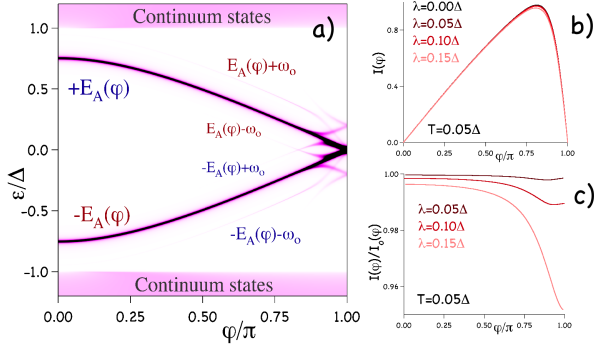 Continuum states
a)
E_A(φ)+ω_o
+E_A(φ)
E_A(φ)-ω_o
-E_A(φ)+ω_o
-E_A(φ)
-E_A(φ)-ω_o
Continuum states
ε/Δ
1.0
0.5
0.0
-0.5
-1.0
0.00
0.25
0.50
0.75
1.00
φ/π
λ=0.00Δ
λ=0.05Δ
λ=0.10Δ
λ=0.15Δ
b)
I(φ)
0.8
0.4
0.0
T=0.05Δ
0.00
0.25
0.50
0.75
1.00
φ/π
c)
I(φ)/I_o(φ)
1.00
0.98
0.96
λ=0.05Δ
λ=0.10Δ
λ=0.15Δ
T=0.05Δ
0.00
0.25
0.50
0.75
1.00
φ/π